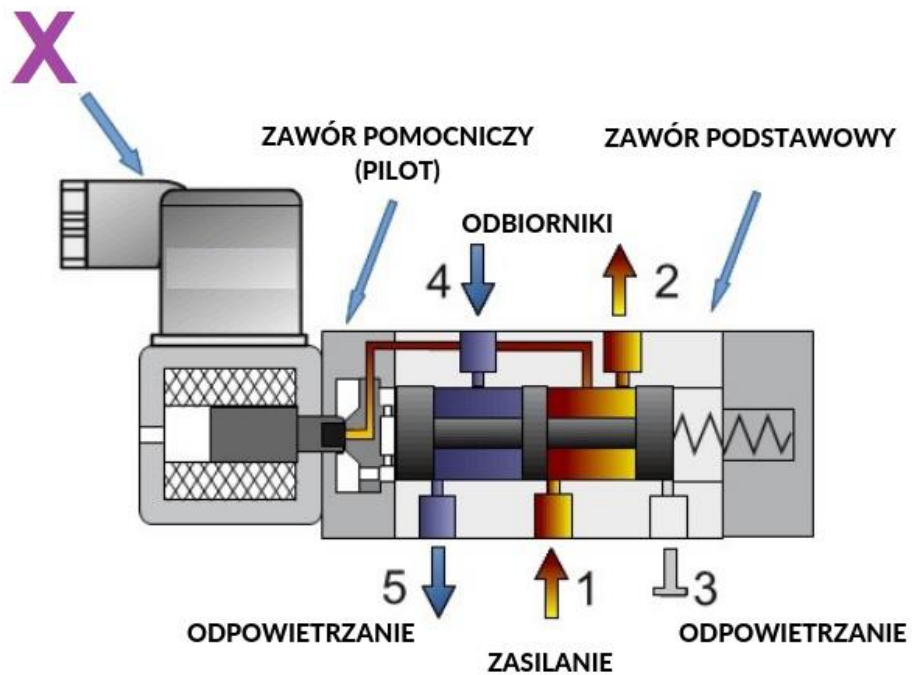 X
ZAWÓR POMOCNICZY
(PILOT)
ZAWÓR PODSTAWOWY
ODBIORNIKI
4
2
5
1
3
ODPOWIETRZANIE
ODPOWIETRZANIE
ZASILANIE